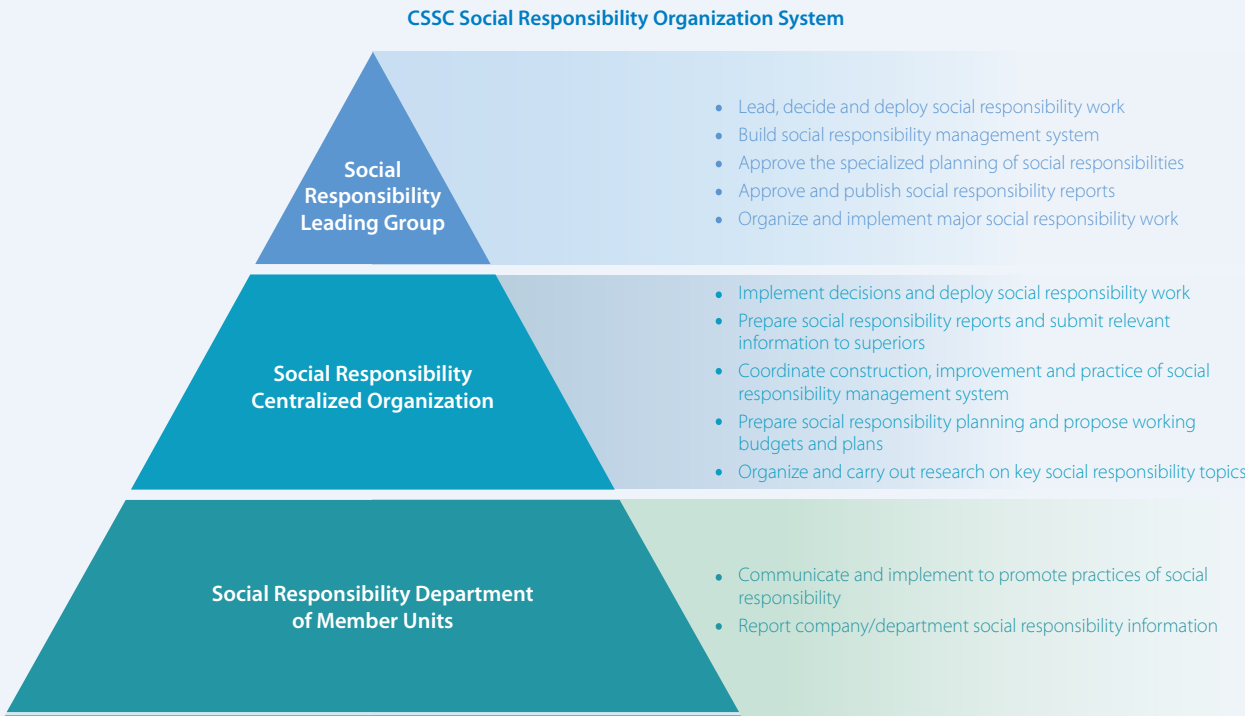 CSSC Social Responsibility Organization System
Social
Responsibility
Leading Group
• Lead, decide and deploy social responsibility work
• Build social responsibility management system
• Approve the specialized planning of social responsibilities
• Approve and publish social responsibility reports
• Organize and implement major social responsibility work
Social Responsibility
Centralized Organization
• Implement decisions and deploy social responsibility work
• Prepare social responsibility reports and submit relevant
information to superiors
• Coordinate construction, improvement and practice of social
responsibility management system
• Prepare social responsibility planning and propose working
budgets and plans
• Organize and carry out research on key social responsibility topics
Social Responsibility Department
of Member Units
• Communicate and implement to promote practices of social
responsibility
• Report company/department social responsibility information